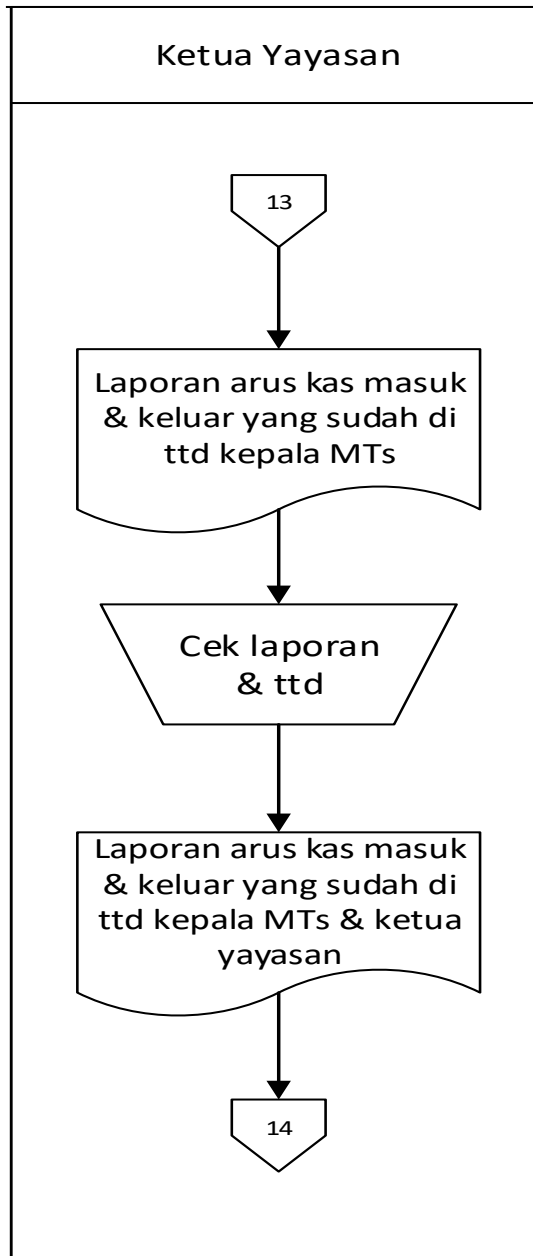 Ketua Yayasan
13
Laporan arus kas masuk
& keluar yang sudah di
ttd kepala MTs
Cek laporan
& ttd
Laporan arus kas masuk
& keluar yang sudah di
ttd kepala MTs & ketua
yayasan
14